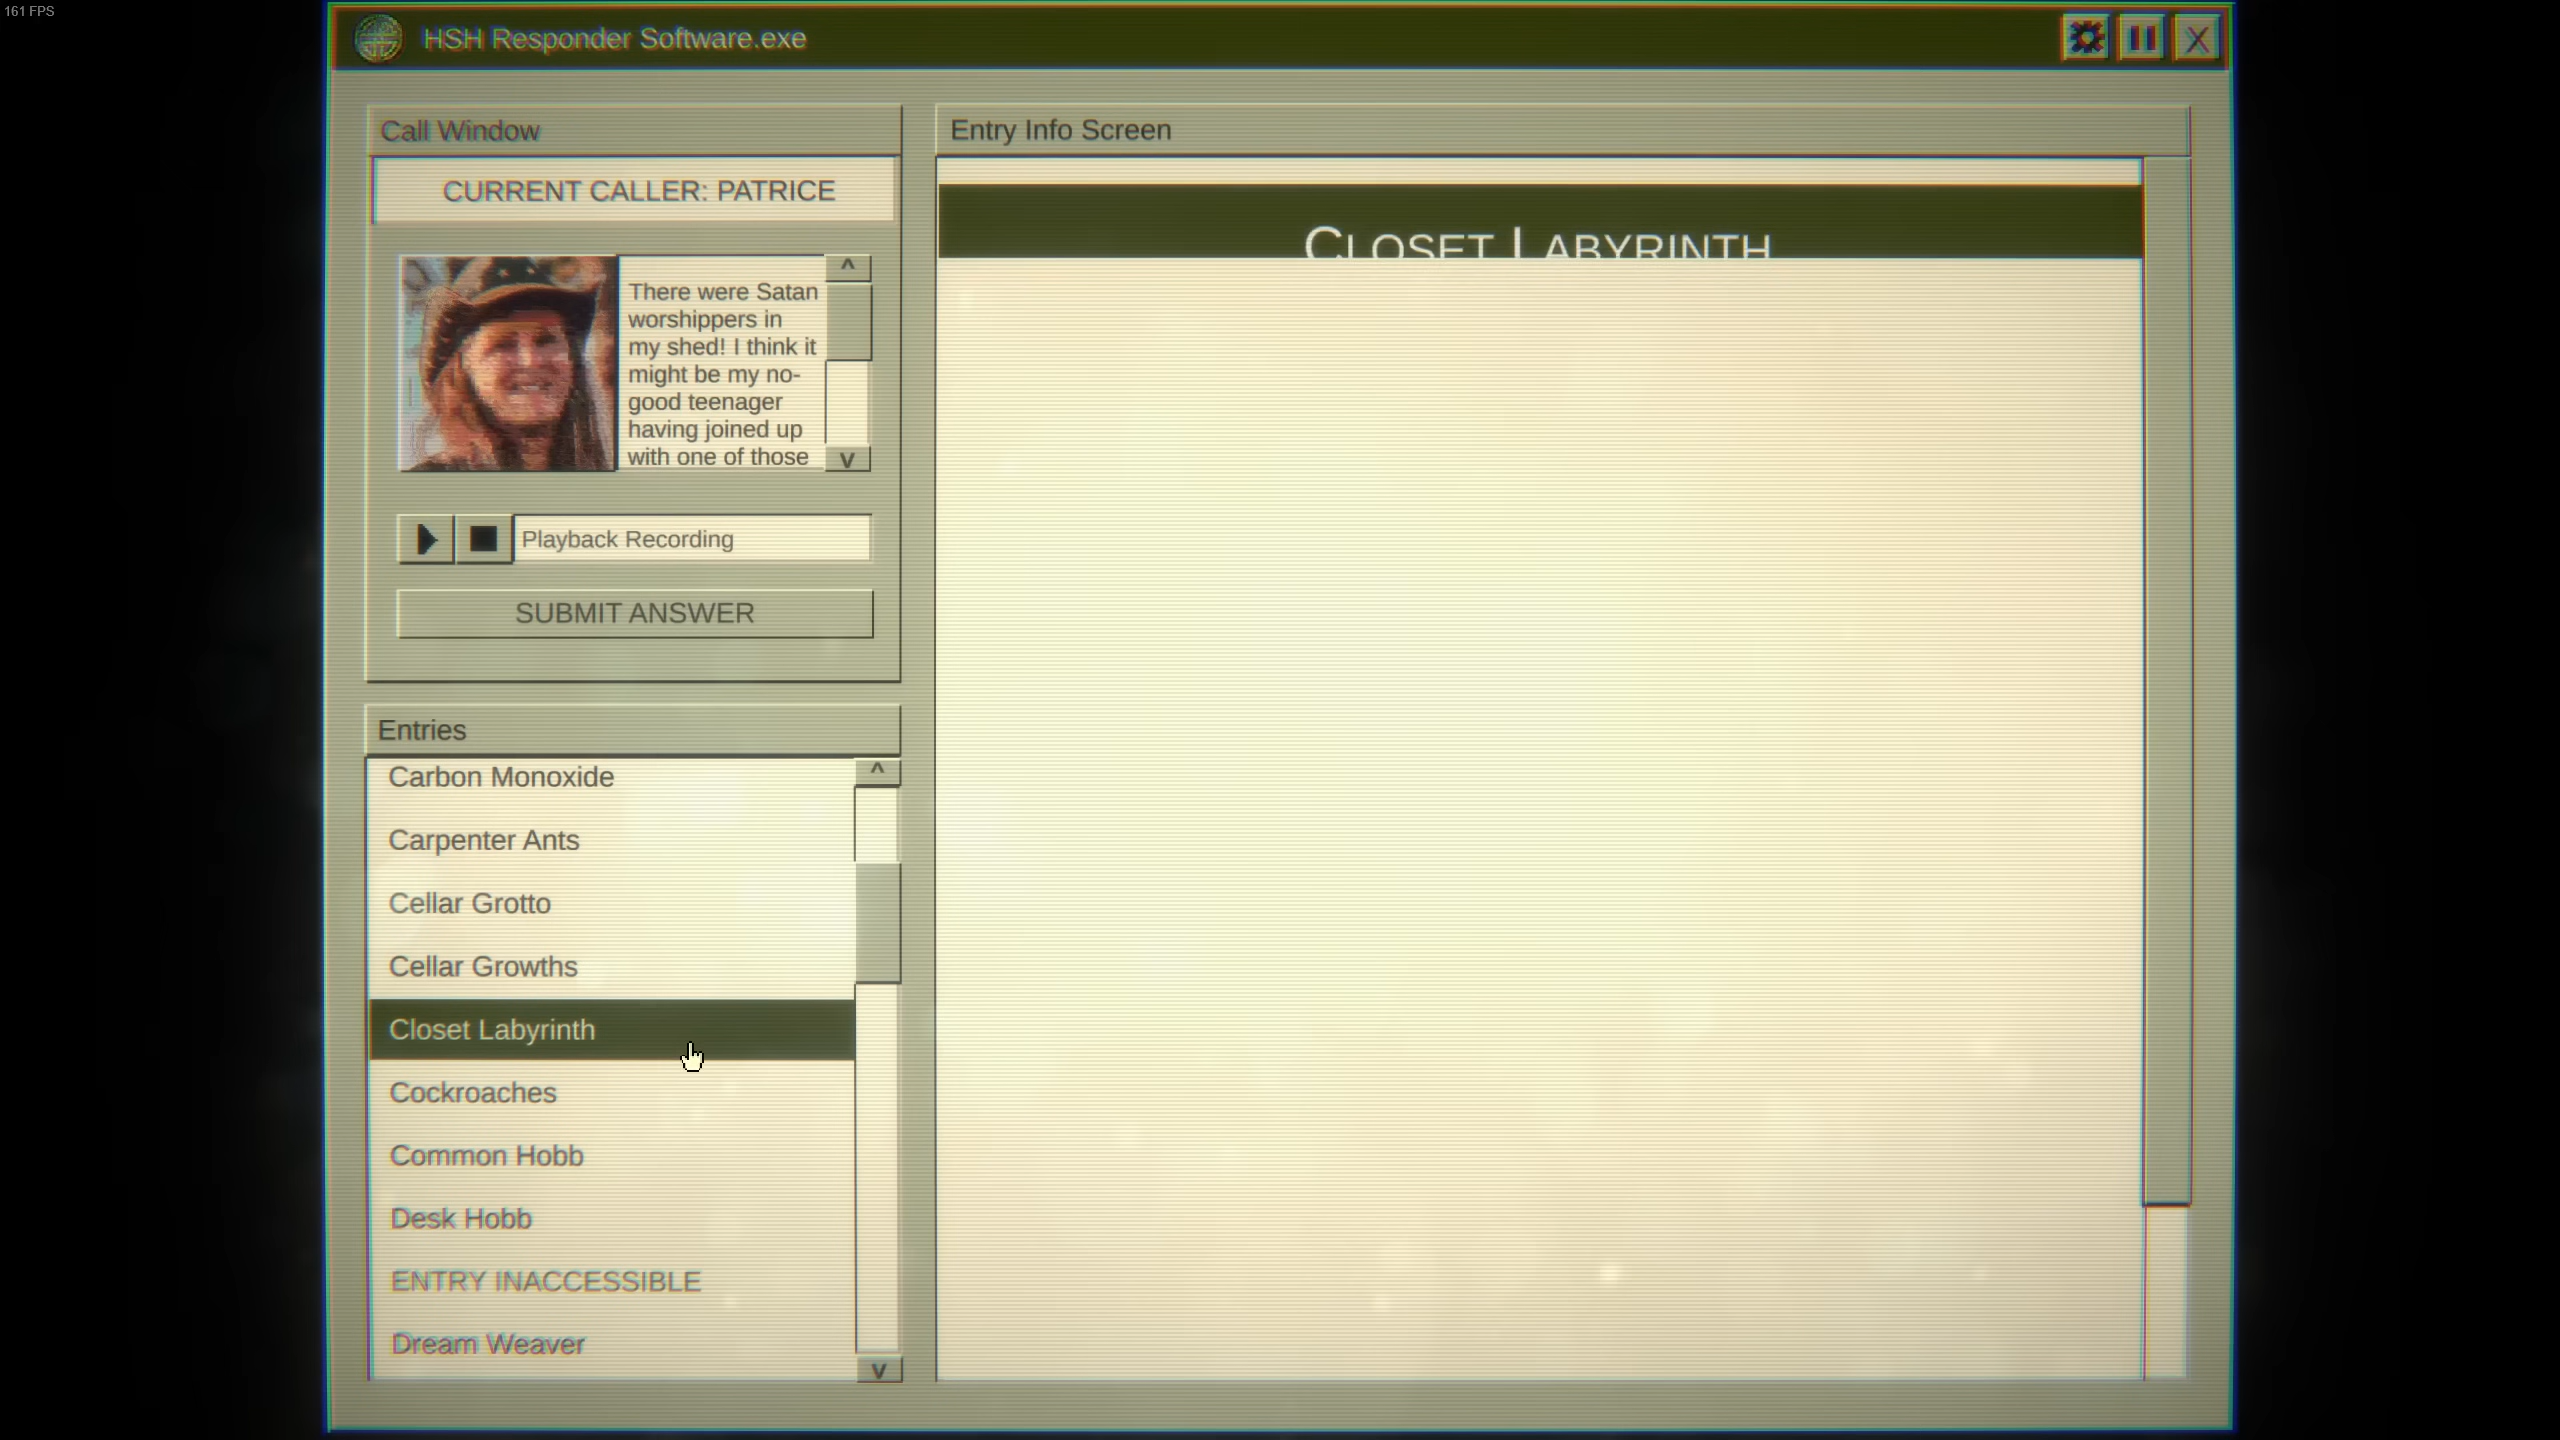 161 FPS
HSH Responder Software.exe
X
Call Window
CURRENT CALLER: PATRICE
There were Satan
worshippers in
my shed! I think it
might be my no-
good teenager
having joined up
with one of those
Playback Recording
SUBMIT ANSWER
Entries
Carbon Monoxide
Carpenter Ants
Cellar Grotto
Cellar Growths
Closet Labyrinth
Cockroaches
Common Hobb
Desk Hobb
ENTRY INACCESSIBLE
Dream Weaver
Entry Info Screen
Closet Labyrinth